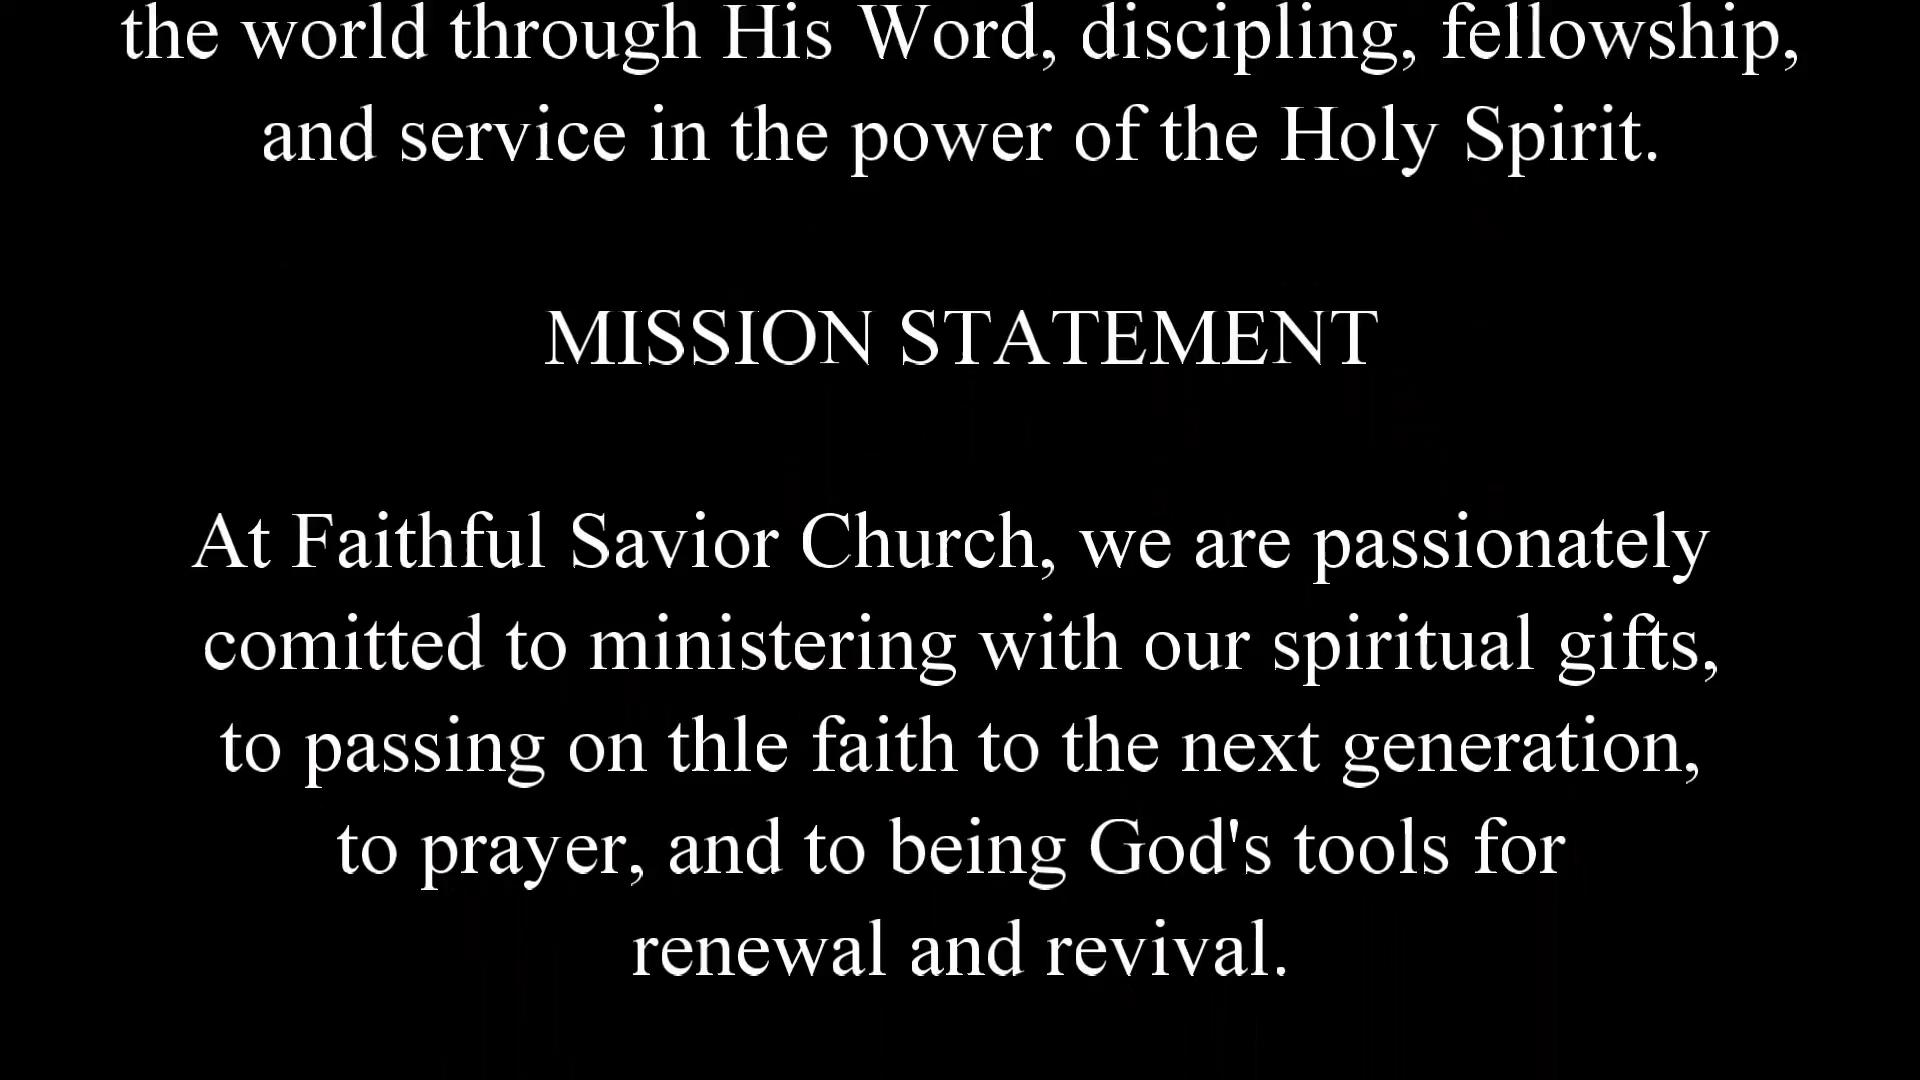 the world through His Word, discipling, fellowship,
and service in the power of the Holy Spirit.
MISSION STATEMENT
At Faithful Savior Church, we are passionately
comitted to ministering with our spiritual gifts,
to passing on thle faith to the next generation,
to prayer, and to being God's tools for
renewal and revival.